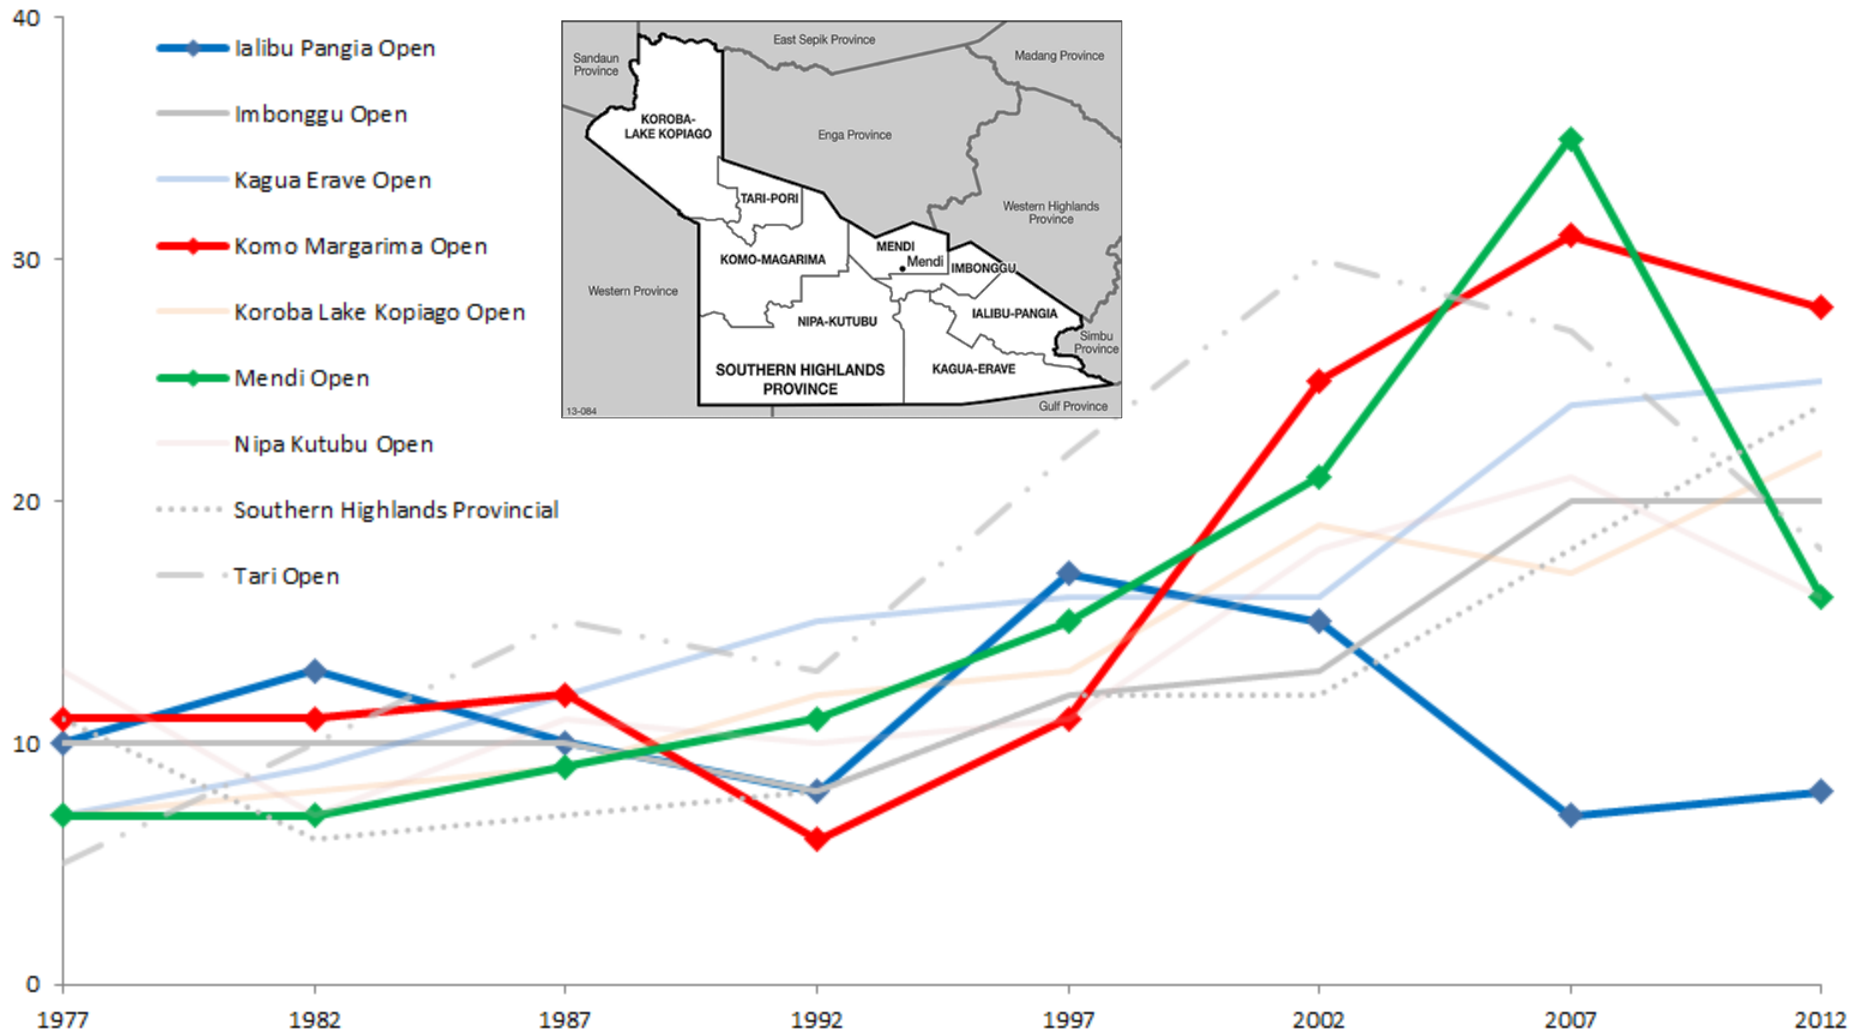 40
30
20
10
0
Ialibu Pangia Open
Imbonggu Open
Kagua Erave Open
Komo Margarima Open
Koroba Lake Kopiago Open
Mendi Open
Nipa Kutubu Open
Southern Highlands Provincial
Tari Open
East Sepik Province
Sandaun
Province
Madang Province
KOROBA-
LAKE KOPIAGO
Enga Province
TARI-PORI
Western Highlands
Province
MENDI
Mendi
KOMO-MAGARIMA
IMBONGGU
Western Province
NIPA-KUTUBU
IALIBU-PANGIA
Simbu
Province
SOUTHERN HIGHLANDS
PROVINCE
KAGUA-ERAVE
Gulf Province
13-084
1977
1982
1987
1992
1997
2002
2007
2012